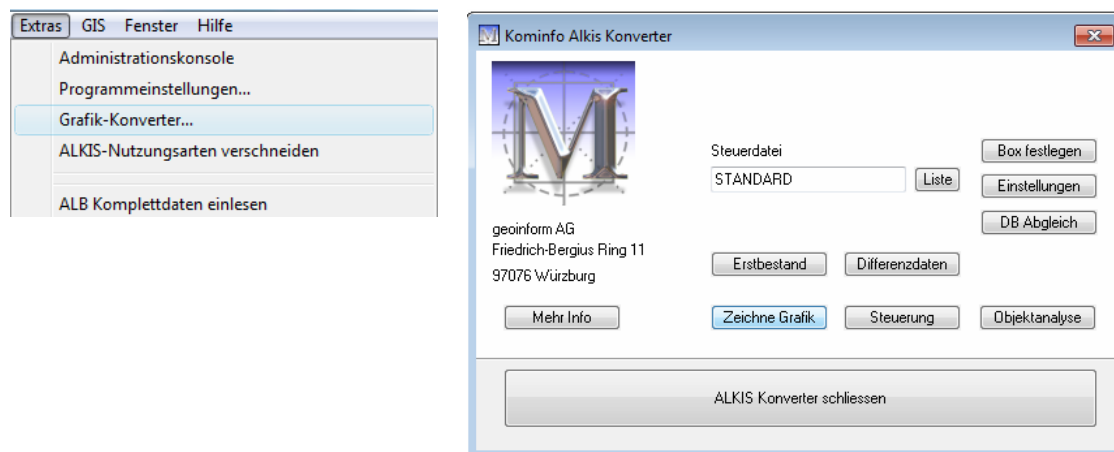 Extras GIS Fenster Hilfe
Administrationskonsole
Programmeinstellungen...
Grafik-Konverter...
ALKIS-Nutzungsarten verschneiden
ALB Komplettdaten einlesen
Kominfo Alkis Konverter
geoinform AG
Friedrich-Bergius Ring 11
97076 Würzburg
Mehr Info
Steuerdatei
STANDARD
Liste
Box festlegen
Einstellungen
DB Abgleich
Erstbestand
Differenzdaten
Zeichne Grafik
Steuerung
Objektanalyse
ALKIS Konverter schliessen